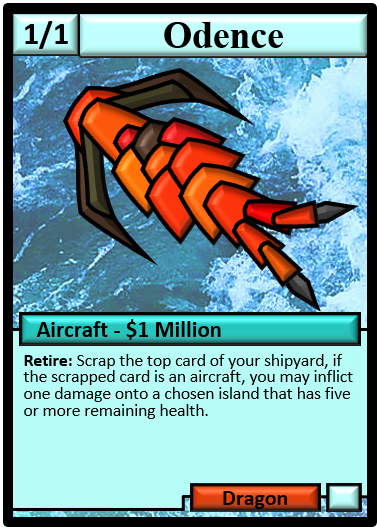 1/1
Odence
Aircraft - $1 Million
Retire: Scrap the top card of your shipyard, if
the scrapped card is an aircraft, you may inflict
one damage onto a chosen island that has five
or more remaining health.
Dragon